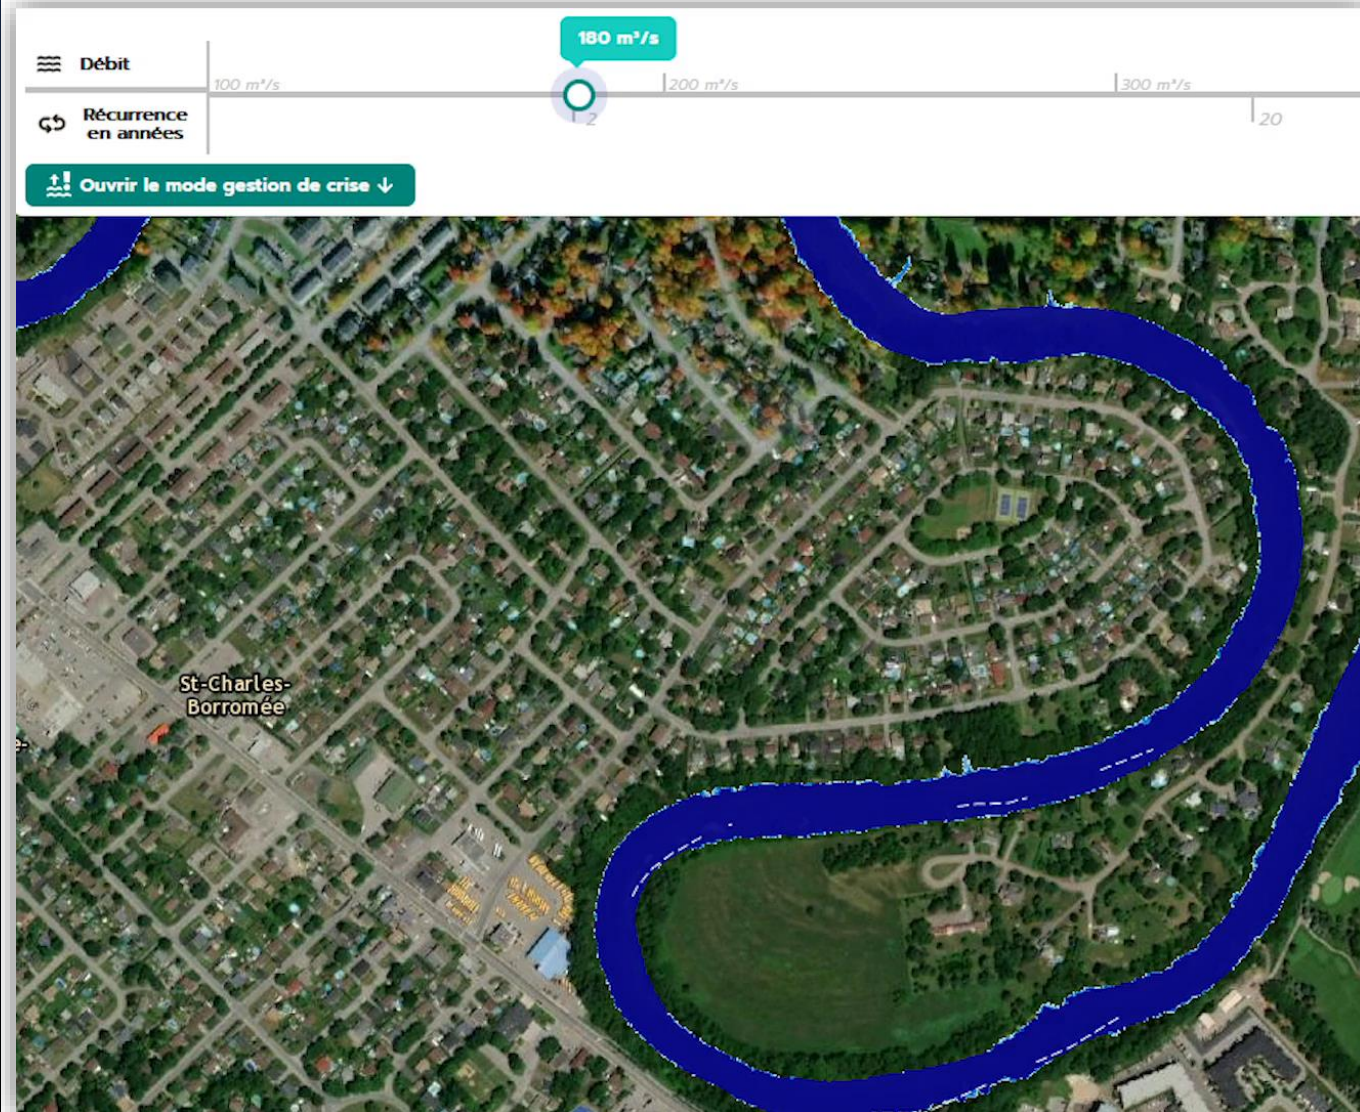 180 m³/s
Débit
100 m³/s
200 m³/s
300 m³/s
Récurrence
en années
2
20
Ouvrir le mode gestion de crise ↓
St-Charles-
Borromée
e-